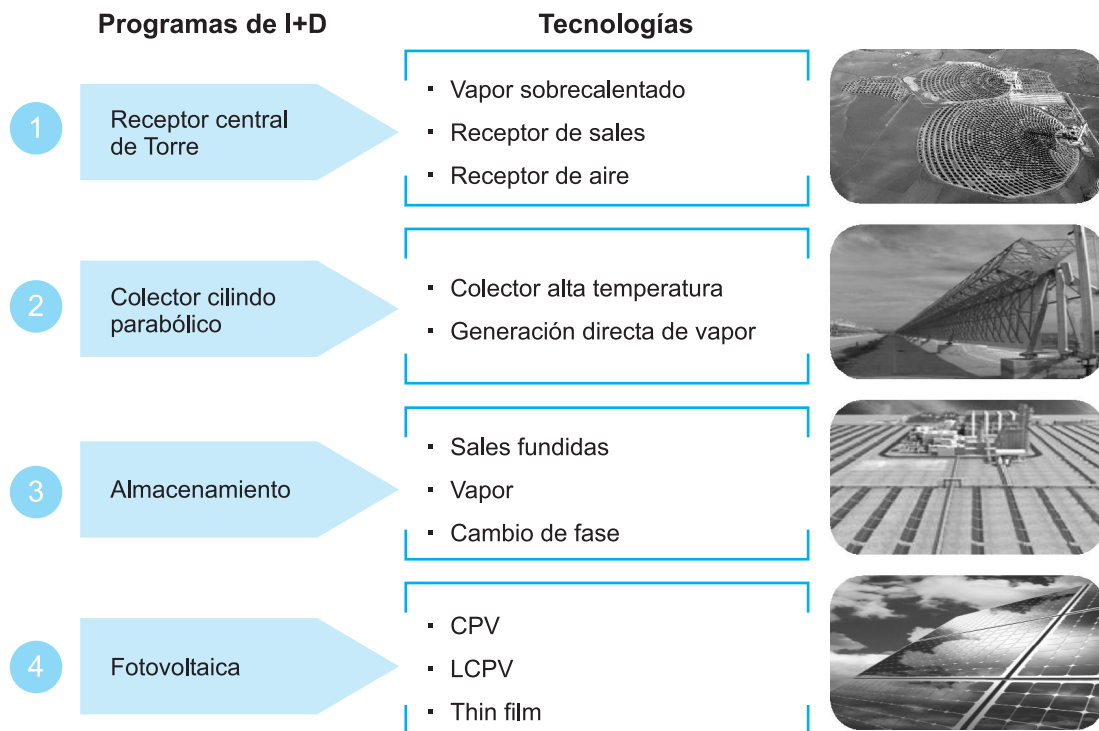 Programas de I+D
Tecnologías
1
Receptor central
de Torre
▪ Vapor sobrecalentado
▪ Receptor de sales
▪ Receptor de aire
2
Colector cilindo
parabólico
▪ Colector alta temperatura
▪ Generación directa de vapor
3
Almacenamiento
▪ Sales fundidas
▪ Vapor
▪ Cambio de fase
4
Fotovoltaica
▪ CPV
▪ LCPV
▪ Thin film